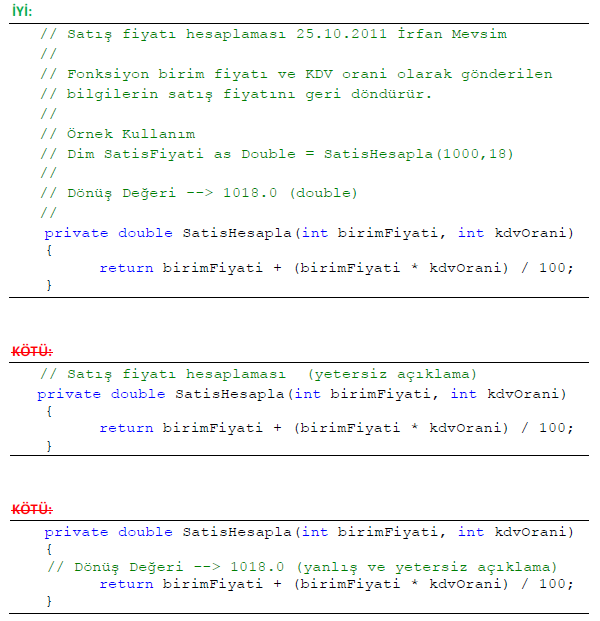 İYİ:
// Satış fiyatı hesaplaması 25.10.2011 İrfan Mevsim
//
// Fonksiyon birim fiyatı ve KDV orani olarak gönderilen
// bilgilerin satış fiyatını geri döndürür.
//
// Örnek Kullanım
// Dim SatisFiyati as Double = SatisHesapla(1000,18)
//
// Dönüş Değeri --> 1018.0 (double)
//
private double SatisHesapla(int birimFiyati, int kdvOrani)
{
return birimFiyati + (birimFiyati * kdvOrani) / 100;
}
KÖTÜ:
// Satış fiyatı hesaplaması (yetersiz açıklama)
private double SatisHesapla(int birimFiyati, int kdvOrani)
{
return birimFiyati + (birimFiyati * kdvOrani) / 100;
}
KÖTÜ:
private double SatisHesapla(int birimFiyati, int kdvOrani)
{
// Dönüş Değeri --> 1018.0 (yanlış ve yetersiz açıklama)
return birimFiyati + (birimFiyati * kdvOrani) / 100;
}